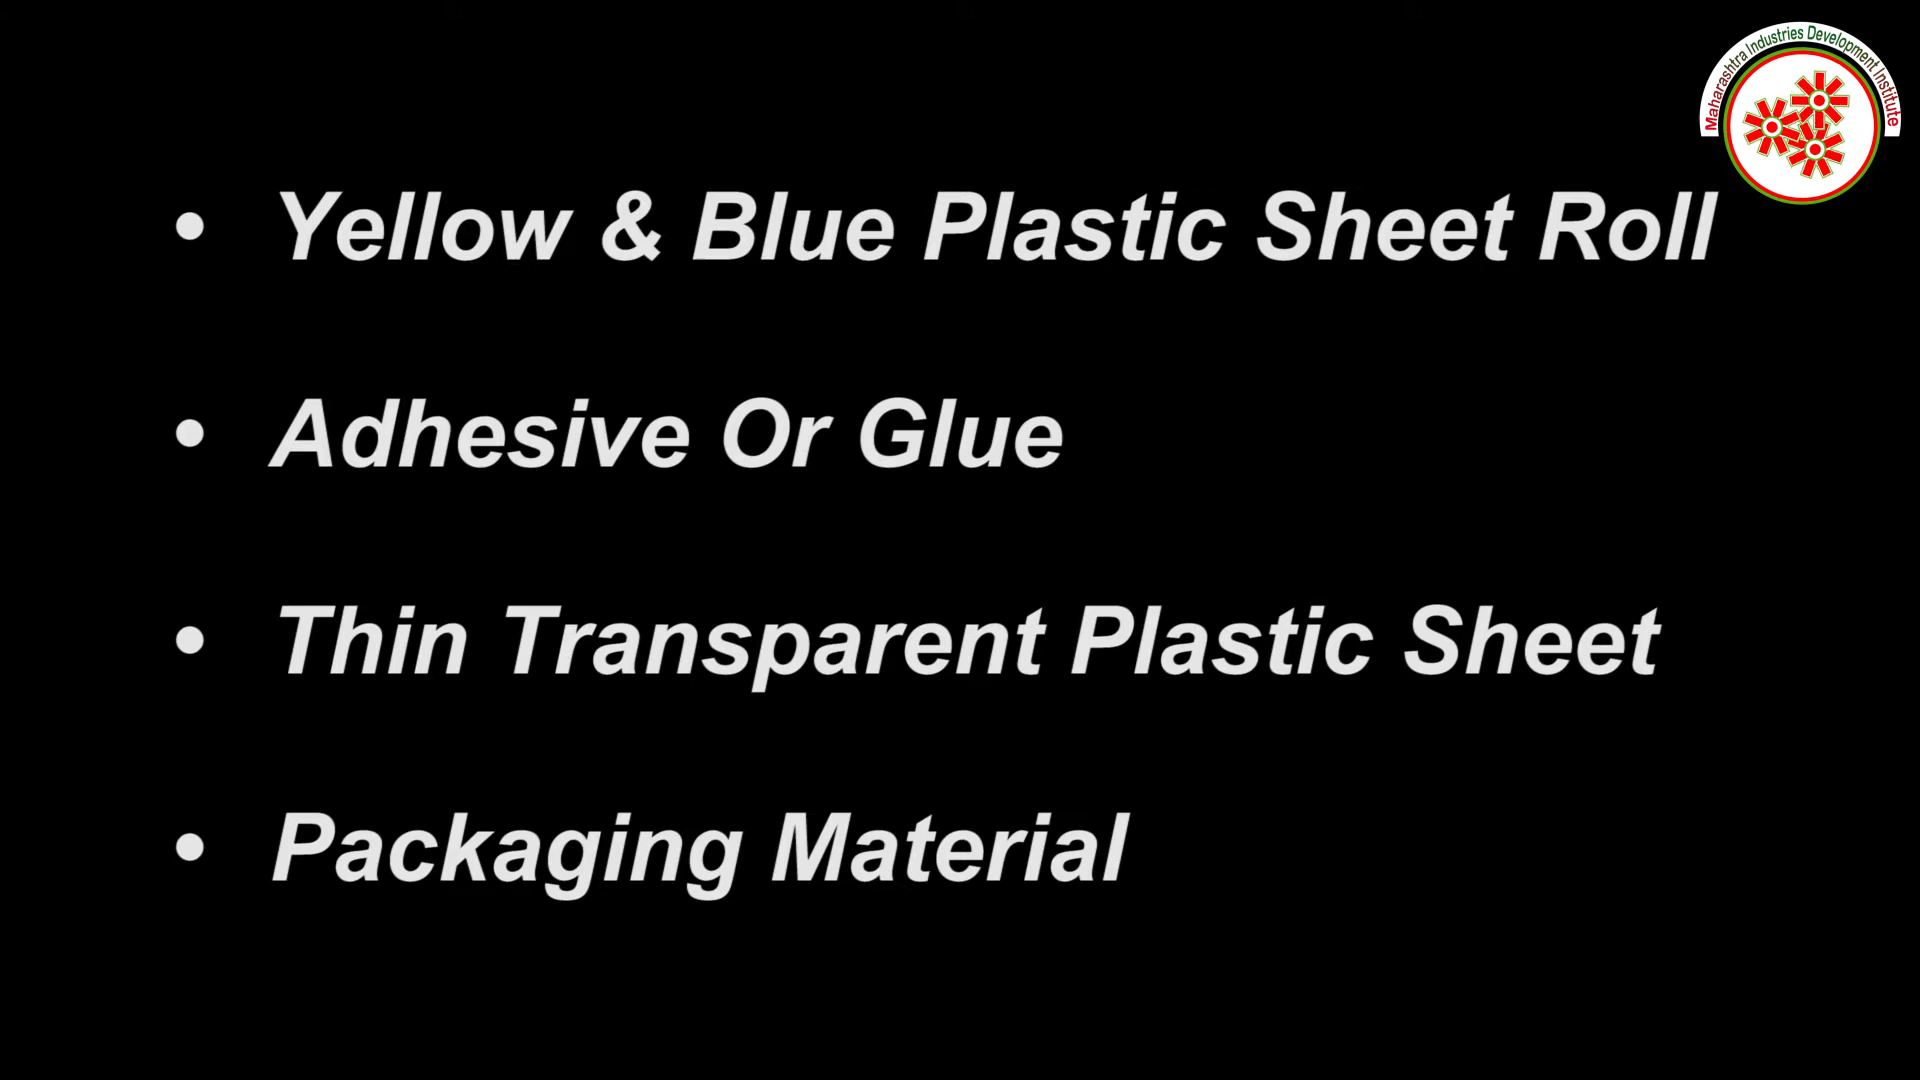 Maharashtra Industries Development Institute
• Yellow & Blue Plastic Sheet Roll
• Adhesive Or Glue
• Thin Transparent Plastic Sheet
• Packaging Material